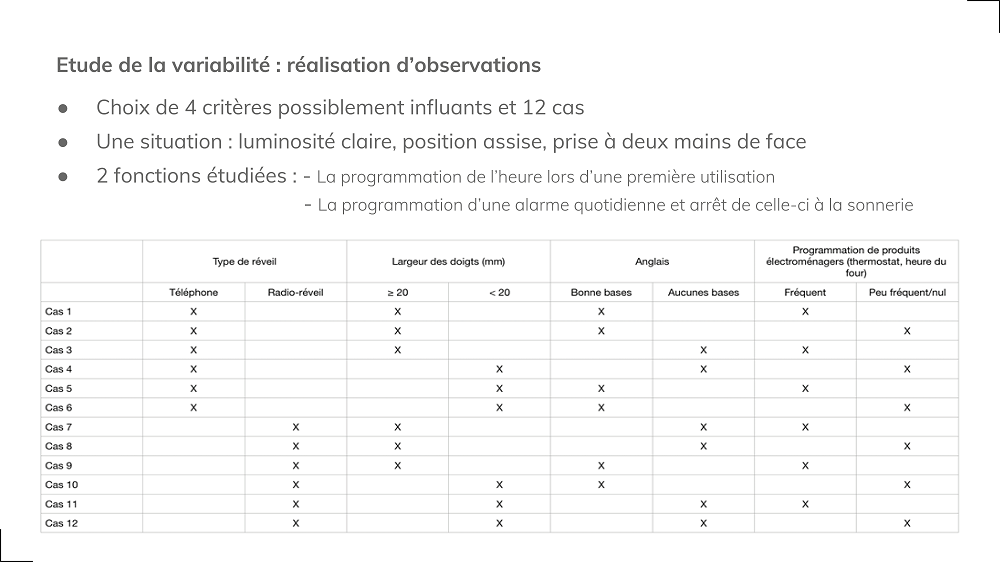 Etude de la variabilité : réalisation d'observations
● Choix de 4 critères possiblement influants et 12 cas
● Une situation : luminosité claire, position assise, prise à deux mains de face
● 2 fonctions étudiées : - La programmation de l'heure lors d'une première utilisation
- La programmation d'une alarme quotidienne et arrêt de celle-ci à la sonnerie
Type de réveil Largeur des doigts (mm) Anglais Programmation de produits
électroménagers (thermostat, heure du
four)
Téléphone Radio-réveil ≥ 20 < 20 Bonne bases Aucunes bases Fréquent Peu fréquent/nul
Cas 1 X X X X
Cas 2 X X X X
Cas 3 X X X X
Cas 4 X X X X
Cas 5 X X X X
Cas 6 X X X X
Cas 7 X X X X
Cas 8 X X X X
Cas 9 X X X X
Cas 10 X X X X
Cas 11 X X X X
Cas 12 X X X X